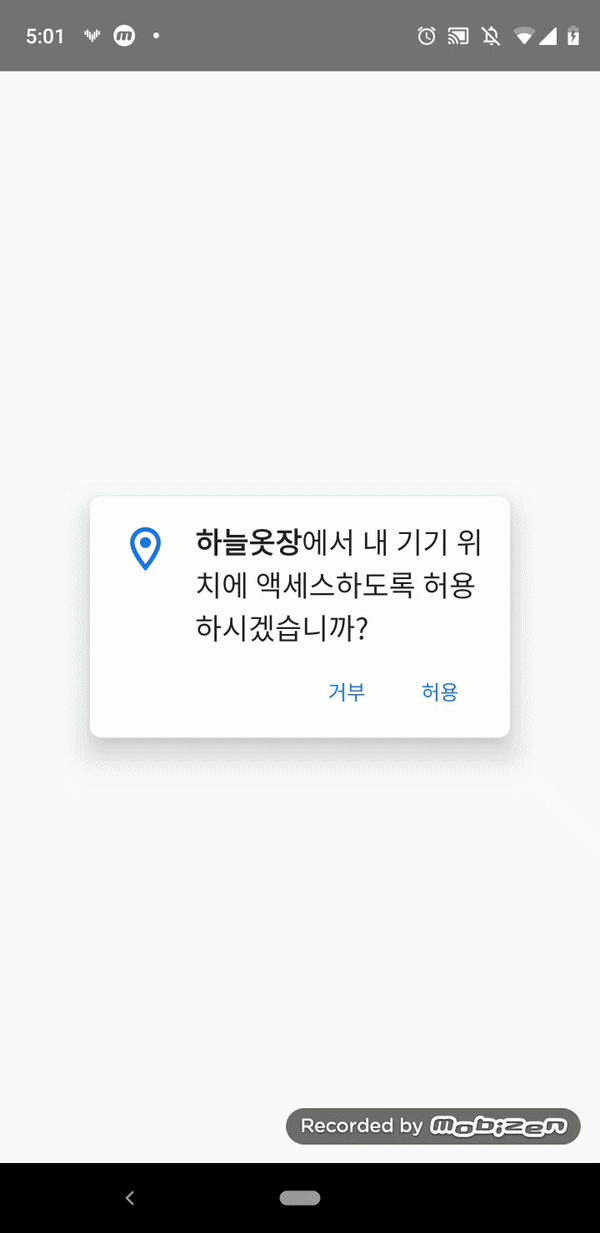 5:01
하늘옷장에서 내 기기 위
치에 액세스하도록 허용
하시겠습니까?
거부 허용
Recorded by mobizen